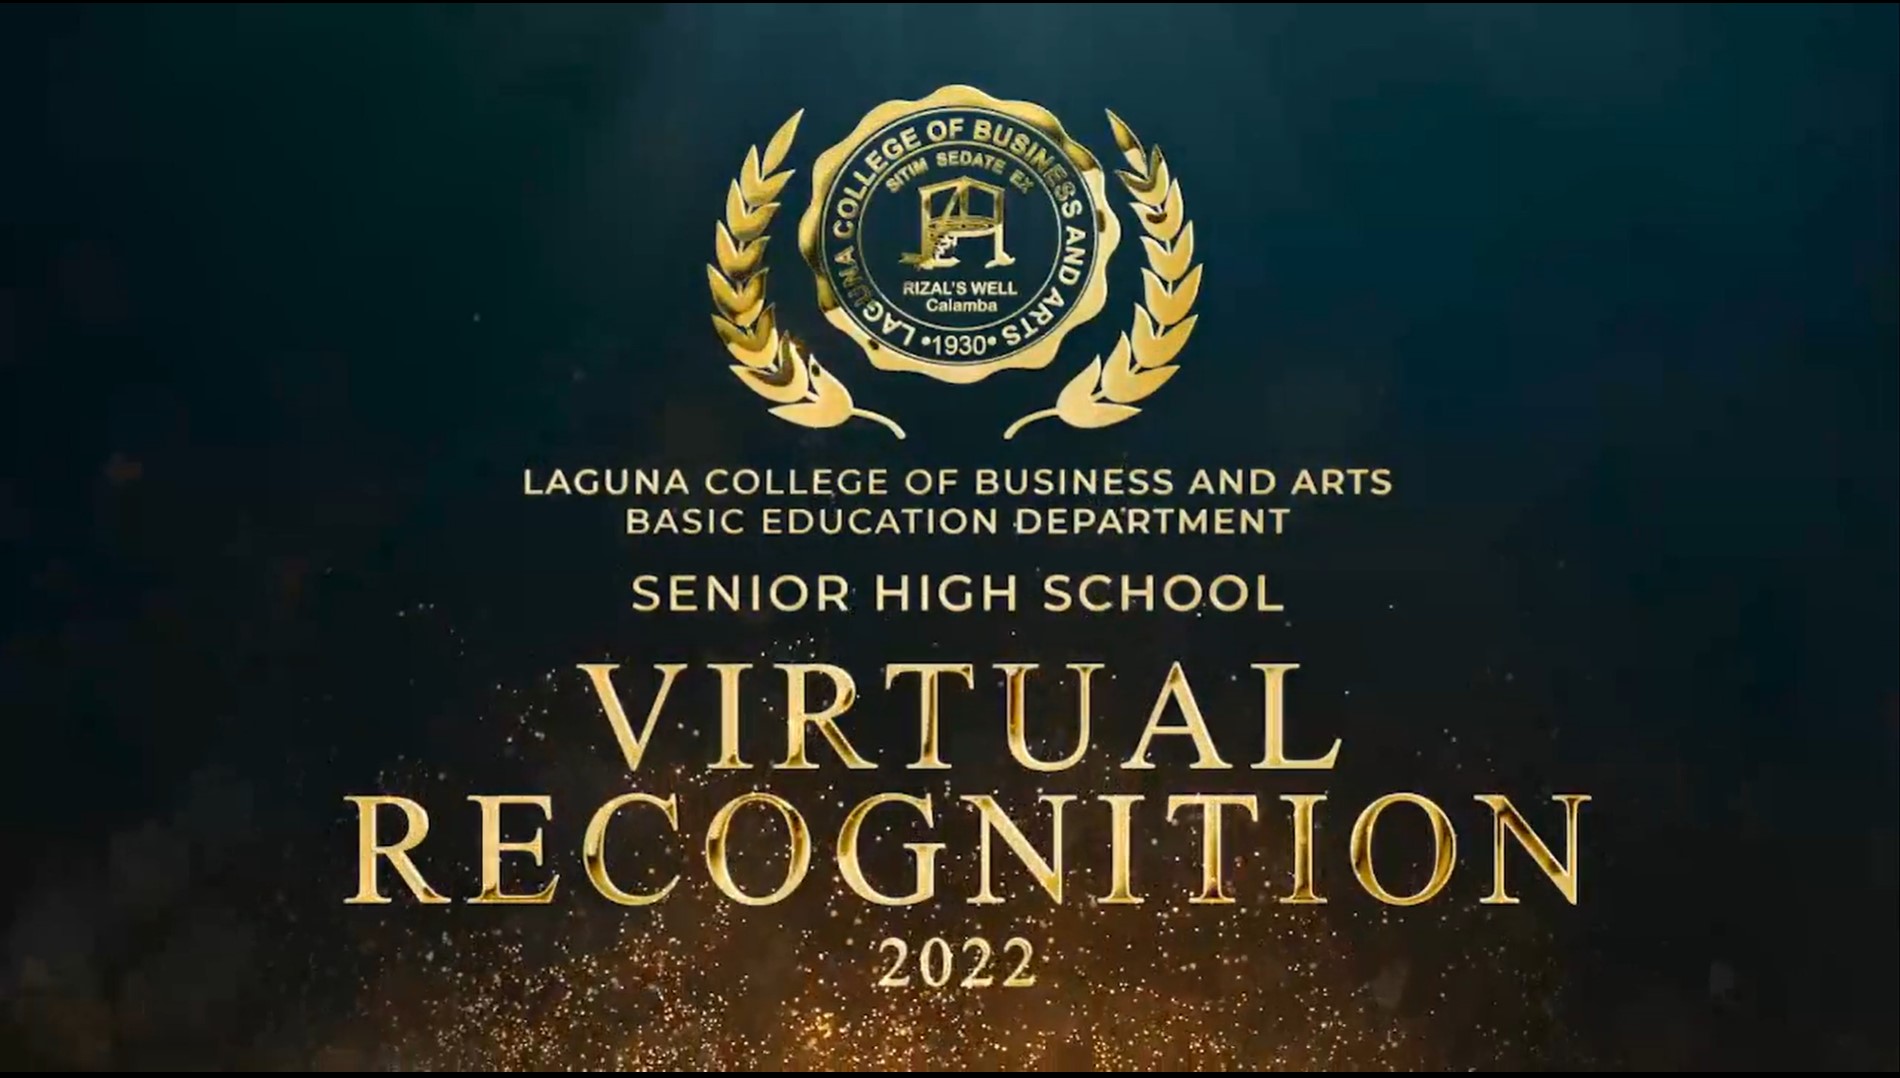 LAGUNA COLLEGE OF BUSINESS AND ARTS
SITIM SEDATE EX
RIZAL'S WELL
Calamba
•1930•
LAGUNA COLLEGE OF BUSINESS AND ARTS
BASIC EDUCATION DEPARTMENT
SENIOR HIGH SCHOOL
VIRTUAL
RECOGNITION
2022